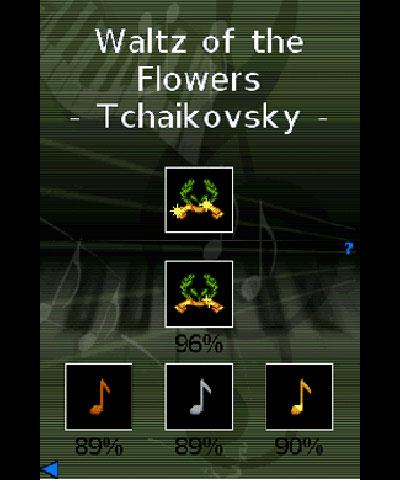 Waltz of the
Flowers
- Tchaikovsky -
?
96%
89% 89% 90%